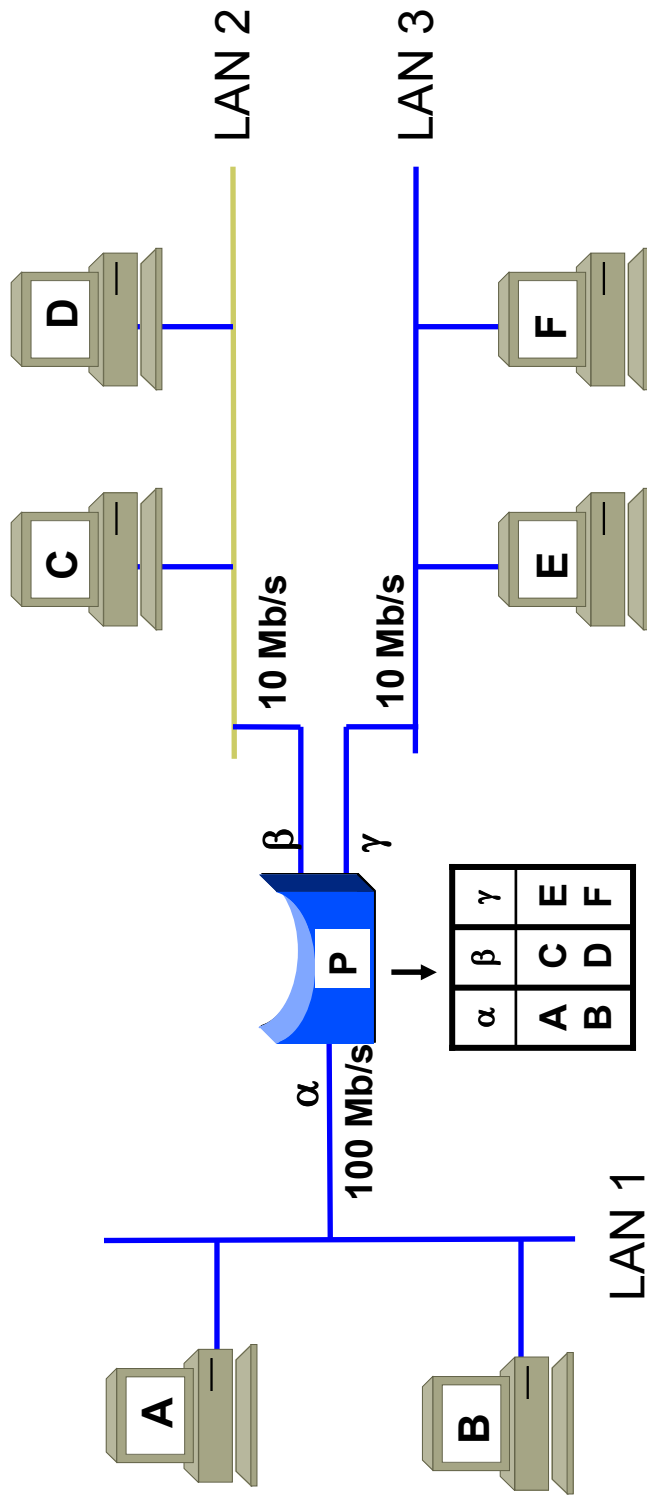 LAN 2
D
C
10 Mb/s
β
α
100 Mb/s
P
γ
10 Mb/s
LAN 3
A
B
LAN 1
E
F
α β γ
A C E
B D F